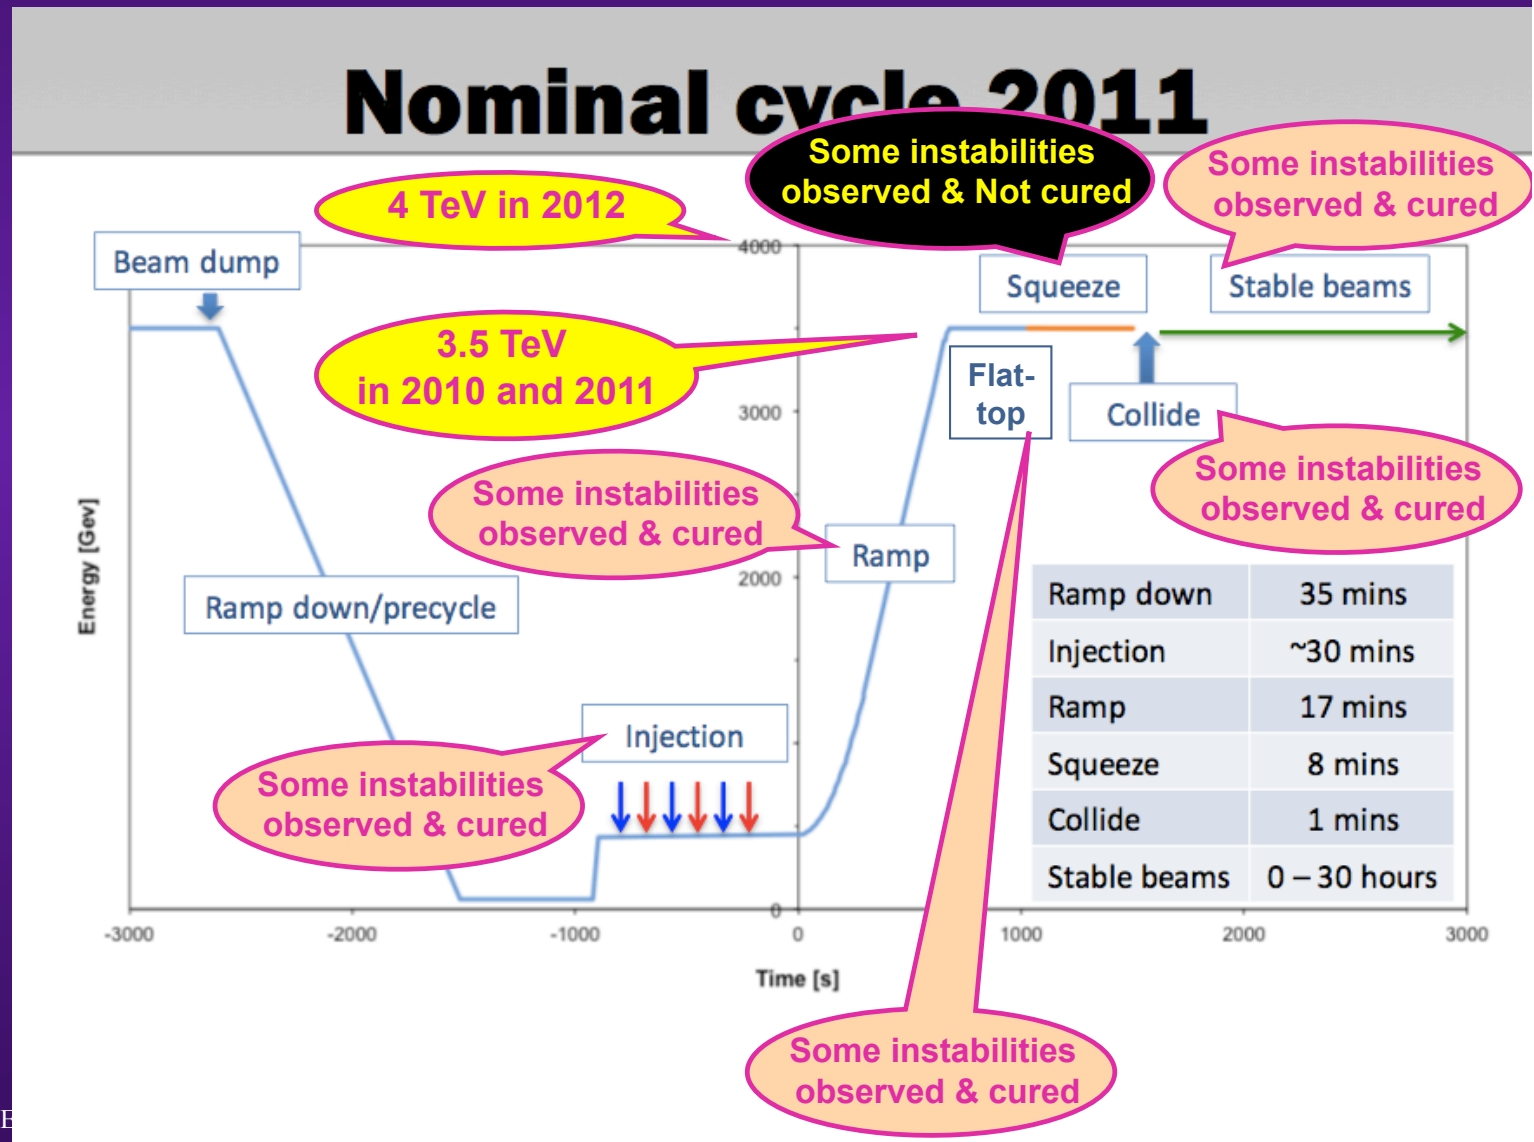 Nominal cycle 2011
Some instabilities
observed & Not cured
Some instabilities
observed & cured
4 TeV in 2012
Beam dump
4000
Squeeze
Stable beams
3.5 TeV
in 2010 and 2011
Flat-
top
Collide
3000
Some instabilities
observed & cured
Some instabilities
observed & cured
Ramp
2000
Energy [Gev]
Ramp down/precycle
Ramp down 35 mins
Injection ~30 mins
Ramp 17 mins
Squeeze 8 mins
Collide 1 mins
Stable beams 0 – 30 hours
Injection
Some instabilities
observed & cured
0
-3000 -2000 -1000 0 1000 2000 3000
Time [s]
Some instabilities
observed & cured
E